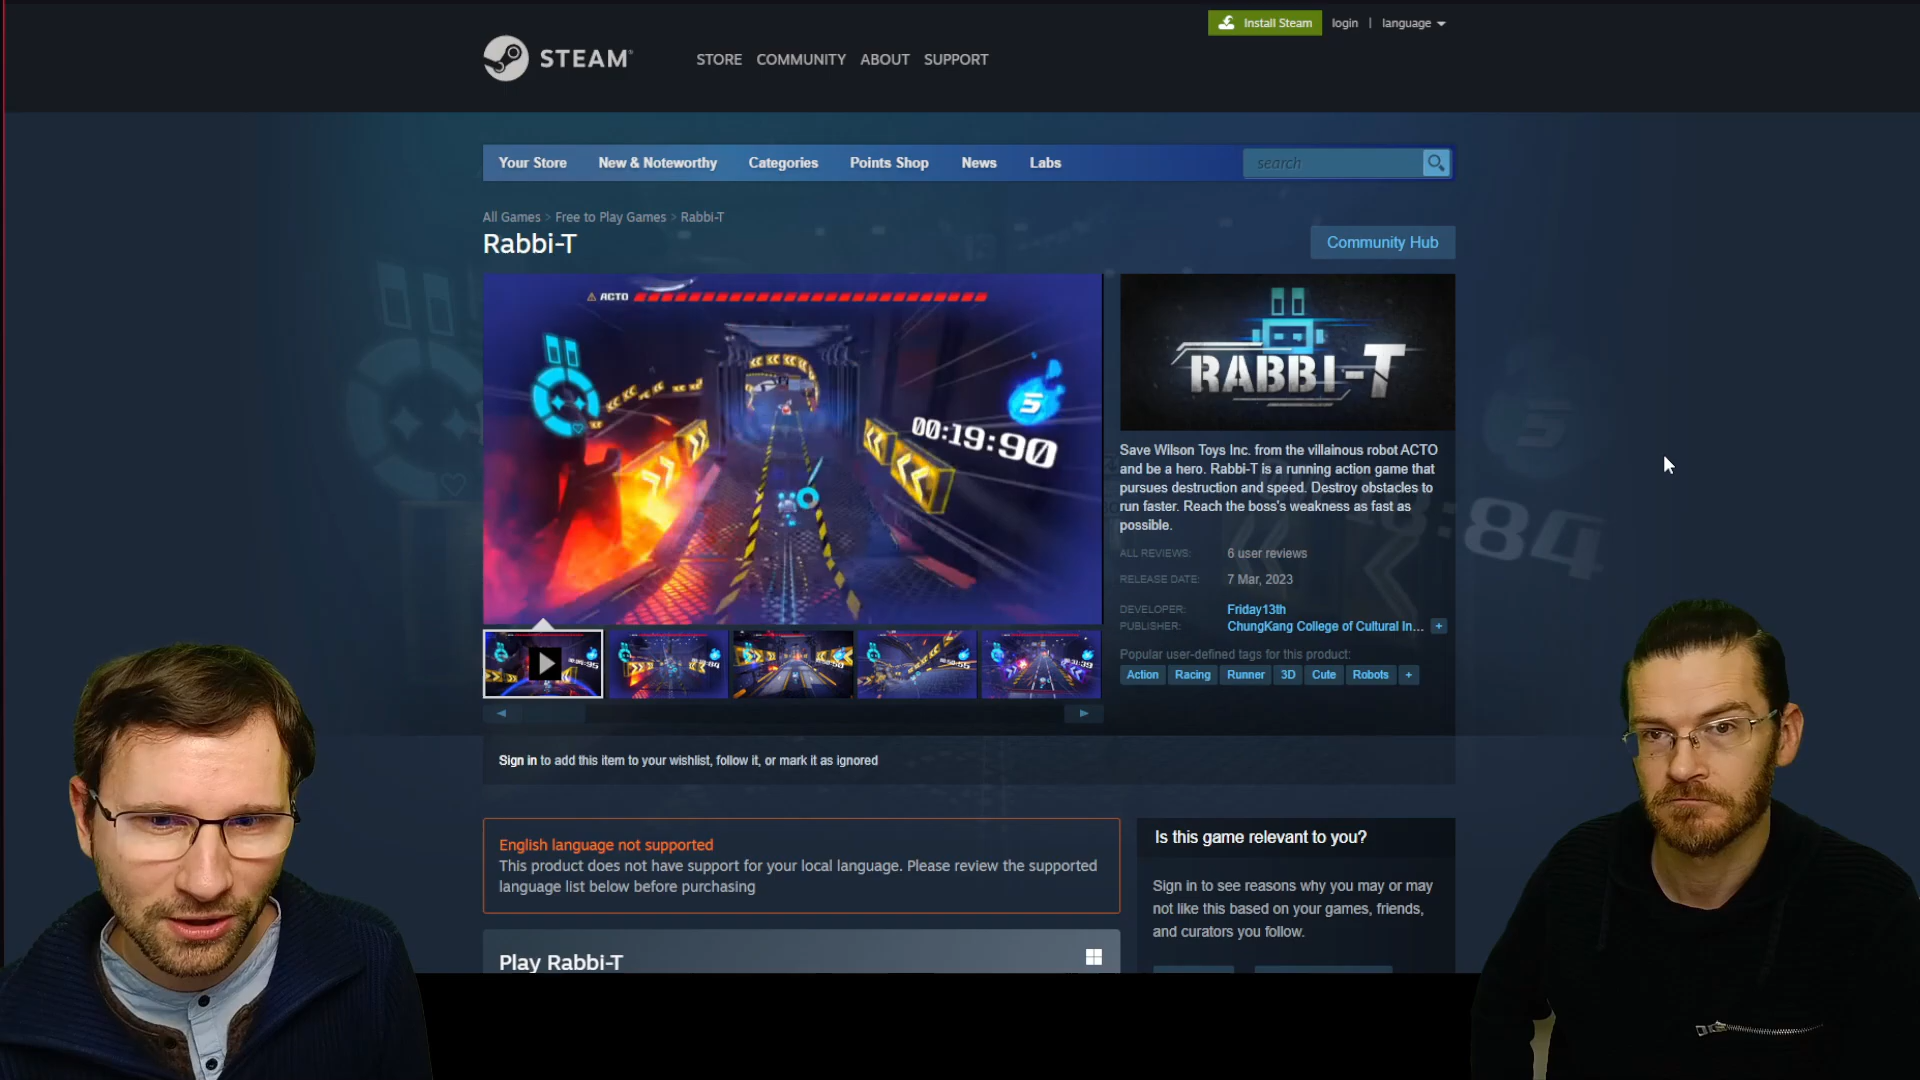 Install Steam
login | language
STEAM®
STORE COMMUNITY ABOUT SUPPORT
Your Store New & Noteworthy Categories Points Shop News Labs
search
All Games > Free to Play Games > Rabbi-T
Rabbi-T
Community Hub
ACTO
5
00:19:90
RABBI-T
Save Wilson Toys Inc. from the villainous robot ACTO
and be a hero. Rabbi-T is a running action game that
pursues destruction and speed. Destroy obstacles to
run faster. Reach the boss's weakness as fast as
possible.
ALL REVIEWS: 6 user reviews
RELEASE DATE: 7 Mar, 2023
DEVELOPER: Friday13th
PUBLISHER: ChungKang College of Cultural In... +
Popular user-defined tags for this product:
Action Racing Runner 3D Cute Robots +
:84
Sign in to add this item to your wishlist, follow it, or mark it as ignored
English language not supported
This product does not have support for your local language. Please review the supported
language list below before purchasing
Is this game relevant to you?
Sign in to see reasons why you may or may
not like this based on your games, friends,
and curators you follow.
Play Rabbi-T